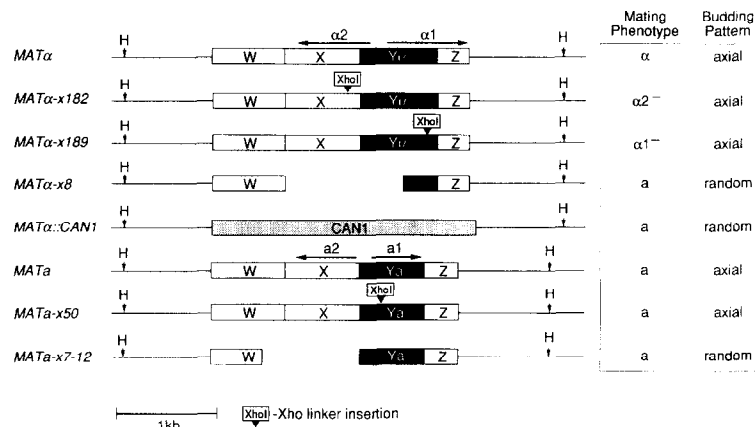 Mating Phenotype Budding Pattern
α2 α1
H H
MATα W X Yα Z α axial
XhoI
H H
MATα-x182 W X Yα Z α2⁻ axial
XhoI
H H
MATα-x189 W X Yα Z α1⁻ axial
H H
MATα-x8 W Z a random
H H
MATα::CAN1 CAN1 a random
a2 a1
H H
MATa W X Ya Z a axial
XhoI
H H
MATa-x50 W X Ya Z a axial
H H
MATa-x7-12 W Ya Z a random
1kb
XhoI -Xho linker insertion